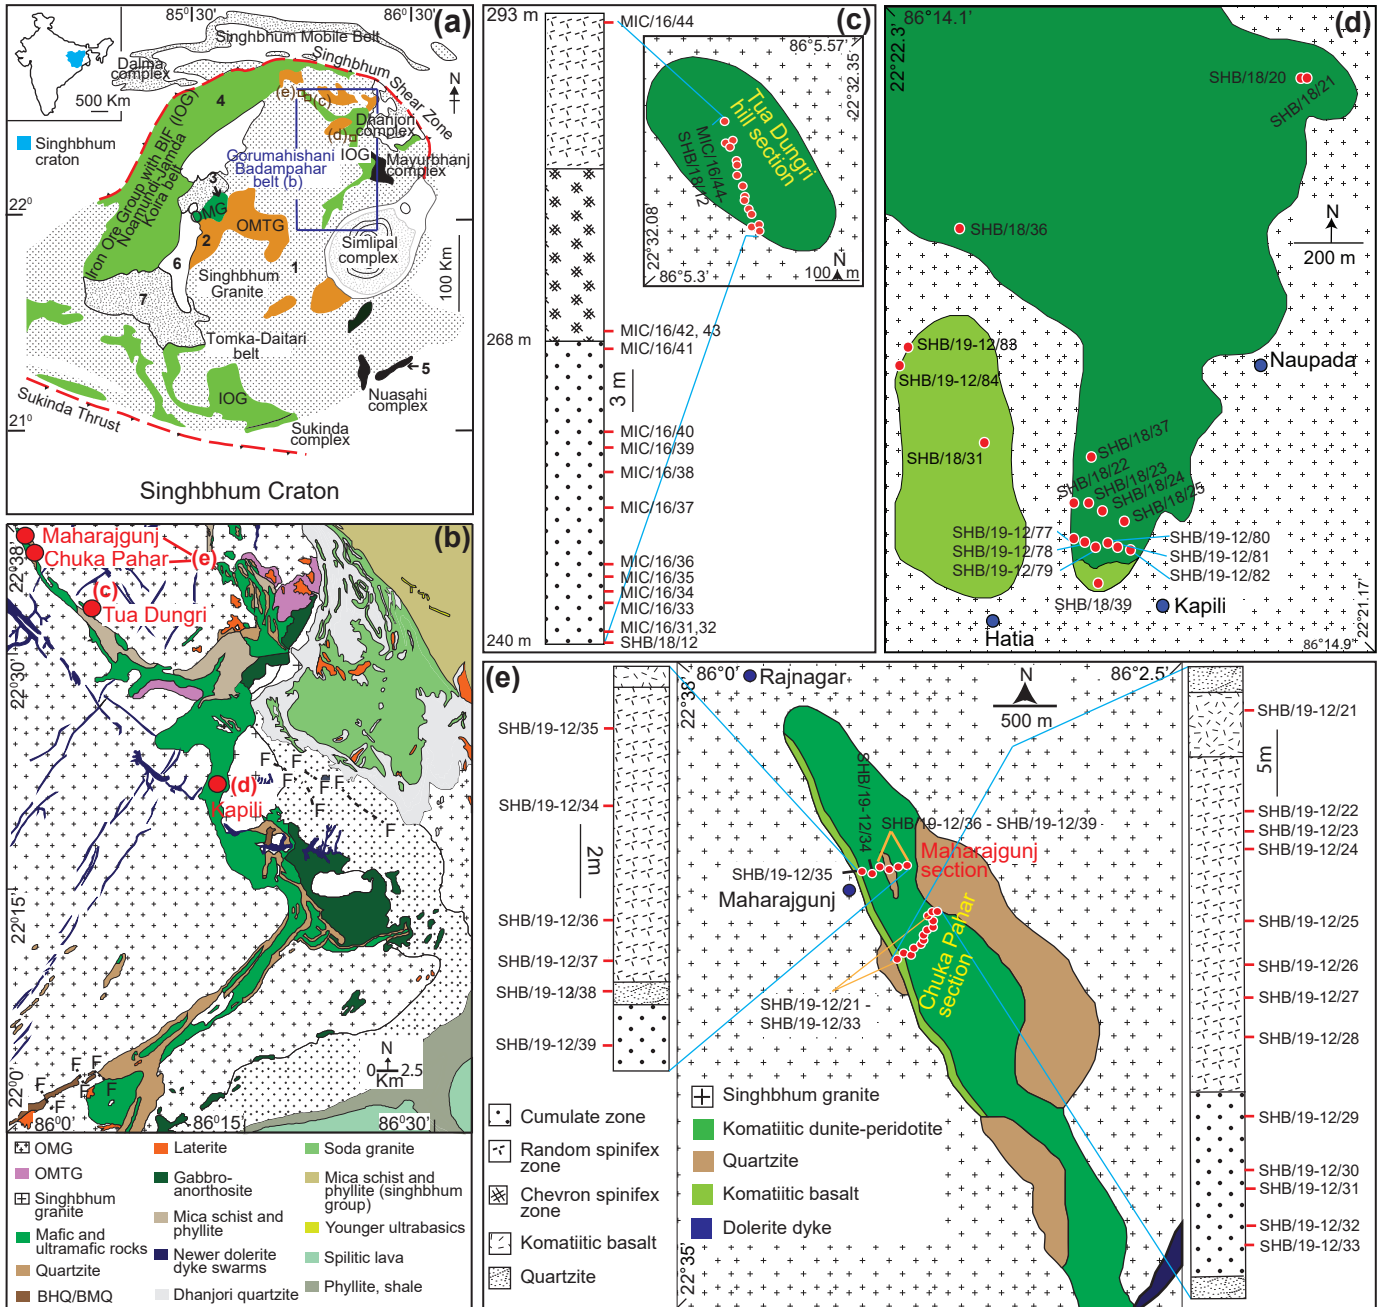 (a)
85°30'
86°30'
Singhbhum Mobile Belt
Dalma
complex
Singhbhum Shear Zone
N
500 Km
Singhbhum
craton
4
(e)
(c)
(d)
Dhanjori
complex
IOG
Mayurbhanj
complex
Gorumahishani
Badampahar
belt (b)
Iron Ore Group with BIF (IOG)
Noamundi-Jamda
Koira belt
3
OMG
OMTG
2
22⁰
6
1
Simlipal
complex
Singhbhum
Granite
100 Km
7
Tomka-Daitari
belt
5
Nuasahi
complex
IOG
Sukinda Thrust
Sukinda
complex
21⁰
Singhbhum Craton
(b)
Maharajgunj
Chuka Pahar
(e)
(c)
Tua Dungri
(d)
Kapili
22⁰38'
22⁰30'
22⁰15'
22⁰0'
F
F
F
F
F
F
F
F
F
F
F
F
N
0 2.5
Km
86⁰0'
86⁰15'
86⁰30'
OMG
OMTG
Singhbhum
granite
Mafic and
ultramafic rocks
Quartzite
BHQ/BMQ
Laterite
Gabbro-
anorthosite
Mica schist and
phyllite
Newer dolerite
dyke swarms
Dhanjori quartzite
Soda granite
Mica schist and
phyllite (singhbhum
group)
Younger ultrabasics
Spilitic lava
Phyllite, shale
(c)
293 m
268 m
240 m
3 m
MIC/16/44
MIC/16/42, 43
MIC/16/41
MIC/16/40
MIC/16/39
MIC/16/38
MIC/16/37
MIC/16/36
MIC/16/35
MIC/16/34
MIC/16/33
MIC/16/31,32
SHB/18/12
86°5.57'
22°32.35'
Tua Dungri
hill section
MIC/16/44-
SHB/18/12
22°32.08'
86°5.3'
N
100 m
(d)
86°14.1'
22°22.3'
SHB/18/20
SHB/18/21
SHB/18/36
N
200 m
SHB/19-12/83
SHB/19-12/84
Naupada
SHB/18/31
SHB/18/37
SHB/18/22
SHB/18/23
SHB/18/24
SHB/18/25
SHB/19-12/77
SHB/19-12/78
SHB/19-12/79
SHB/19-12/80
SHB/19-12/81
SHB/19-12/82
SHB/18/39
Kapili
Hatia
22°21.17'
86°14.9'
(e)
SHB/19-12/35
SHB/19-12/34
2m
SHB/19-12/36
SHB/19-12/37
SHB/19-12/38
SHB/19-12/39
22°38'
86°0'
Rajnagar
N
500 m
86°2.5'
SHB/19-12/34
SHB/19-12/36 - SHB/19-12/39
SHB/19-12/35
Maharajgunj
section
Maharajgunj
Chuka Pahar
section
SHB/19-12/21 -
SHB/19-12/33
22°35'
SHB/19-12/21
5m
SHB/19-12/22
SHB/19-12/23
SHB/19-12/24
SHB/19-12/25
SHB/19-12/26
SHB/19-12/27
SHB/19-12/28
SHB/19-12/29
SHB/19-12/30
SHB/19-12/31
SHB/19-12/32
SHB/19-12/33
Cumulate zone
Random spinifex
zone
Chevron spinifex
zone
Komatiitic basalt
Quartzite
Singhbhum granite
Komatiitic dunite-peridotite
Quartzite
Komatiitic basalt
Dolerite dyke